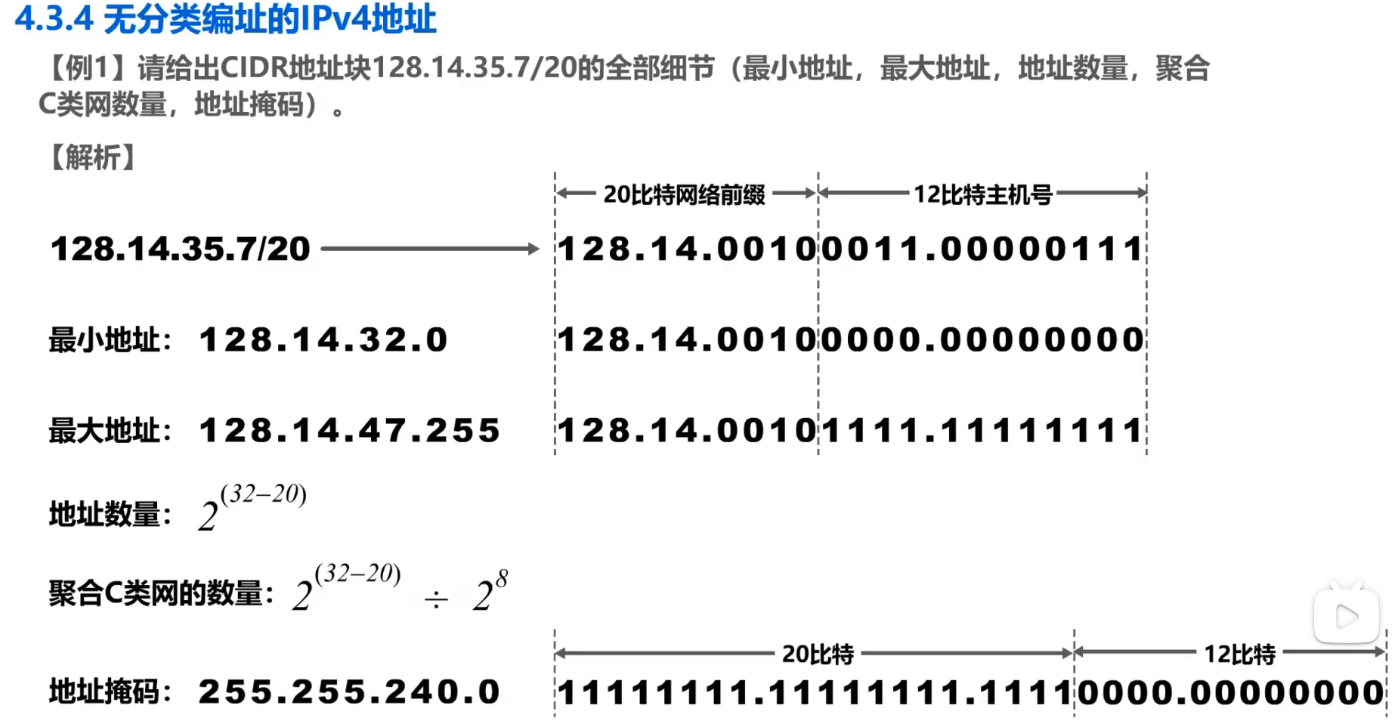 4.3.4 无分类编址的IPv4地址
【例1】请给出CIDR地址块128.14.35.7/20的全部细节（最小地址，最大地址，地址数量，聚合
C类网数量，地址掩码）。
【解析】
20比特网络前缀 12比特主机号
128.14.35.7/20 128.14.00100011.00000111
最小地址： 128.14.32.0 128.14.00100000.00000000
最大地址： 128.14.47.255 128.14.00101111.11111111
地址数量： 2^(32–20)
聚合C类网的数量： 2^(32–20) ÷ 2^8
20比特 12比特
地址掩码： 255.255.240.0 11111111.11111111.11110000.00000000